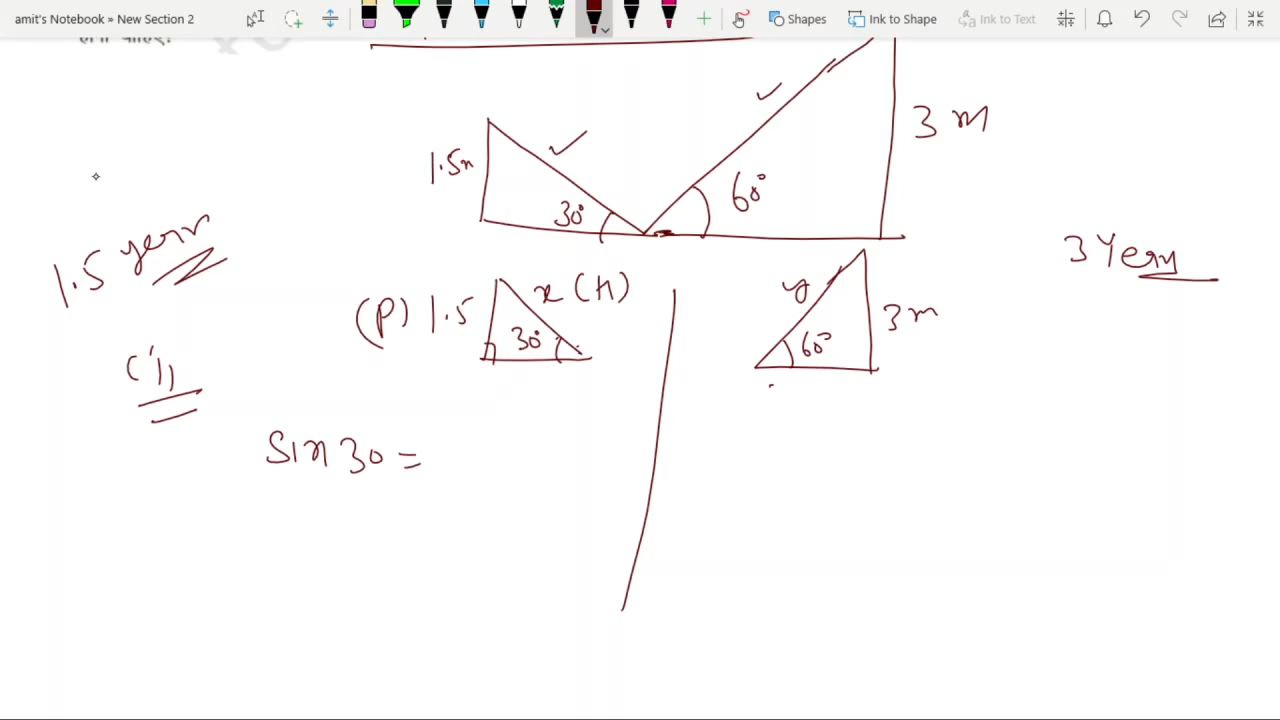 amit's Notebook » New Section 2
Shapes
Ink to Shape
Ink to Text
1.5m
30°
60°
3 m
1.5 year
3 Year
(P) 1.5
x (h)
30°
y
60°
3m
Sin 30 =